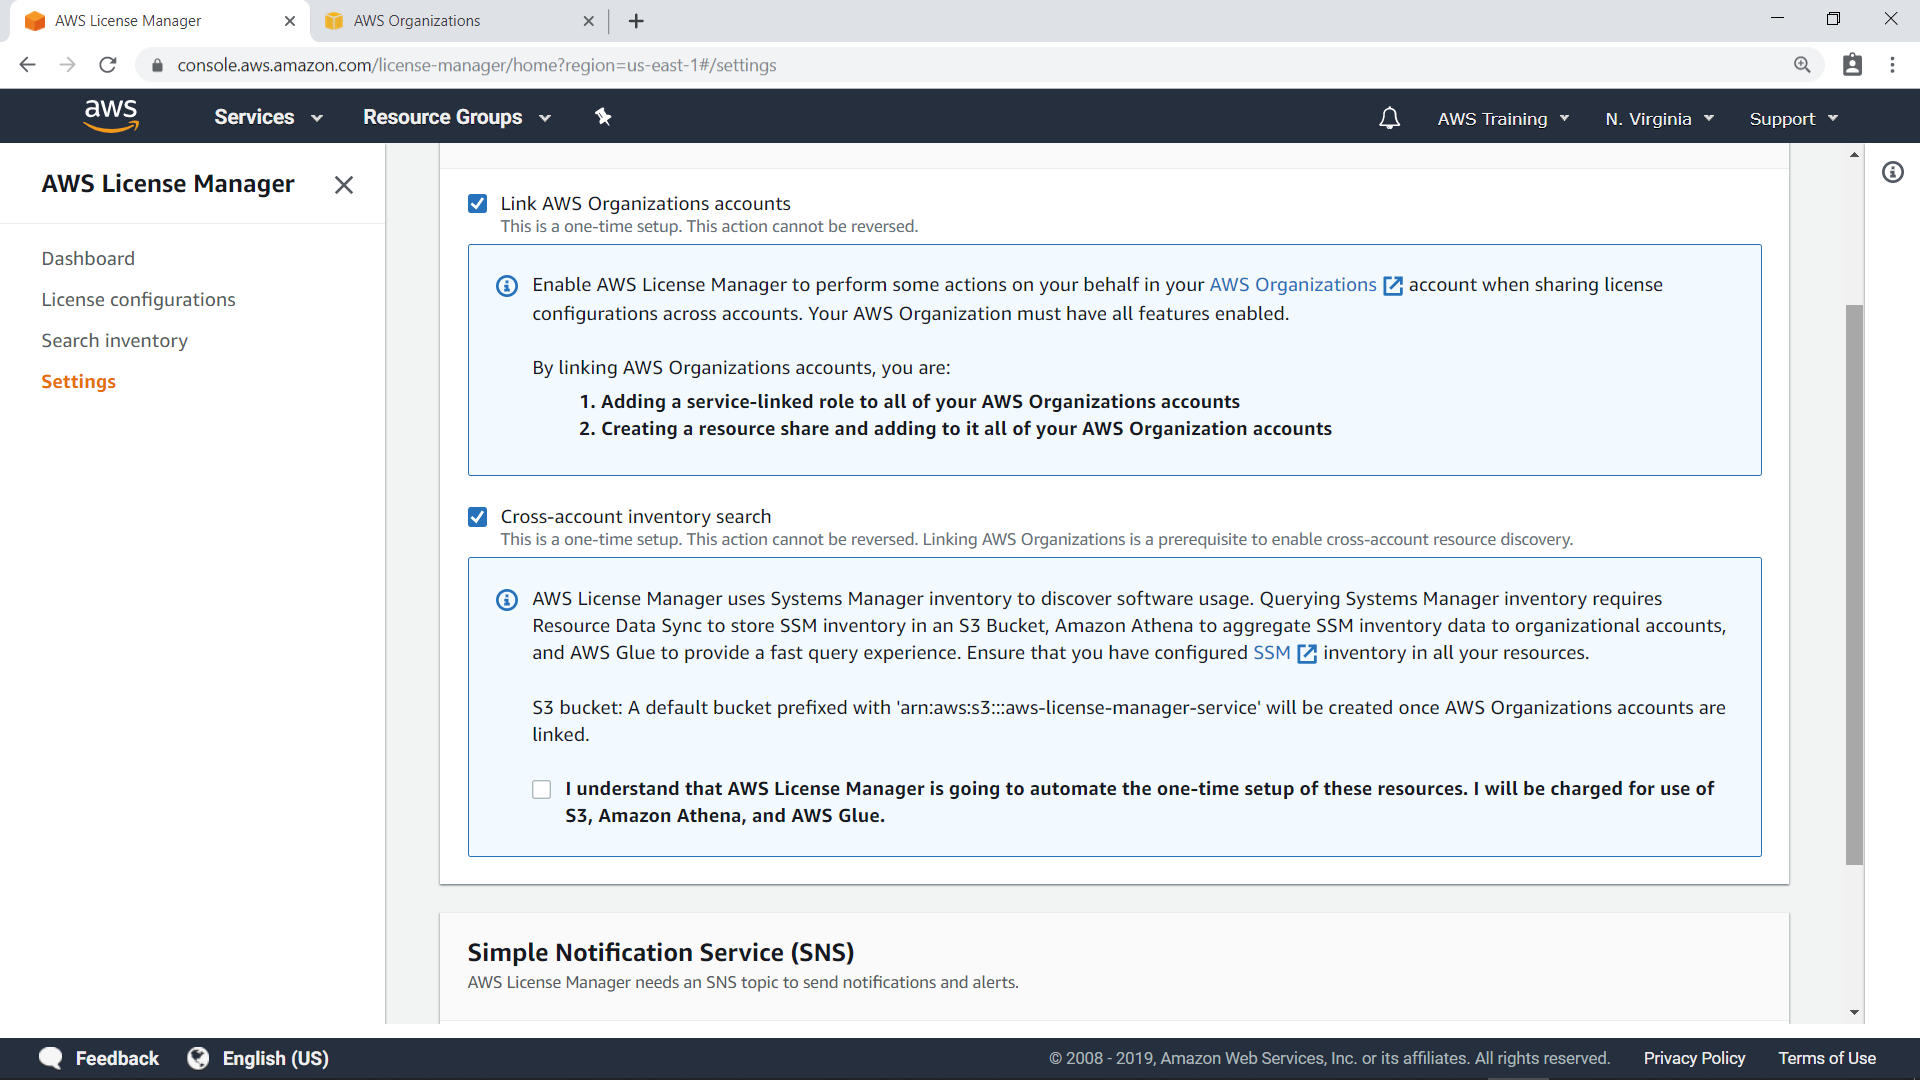 AWS License Manager
AWS Organizations
console.aws.amazon.com/license-manager/home?region=us-east-1#/settings
aws
Services
Resource Groups
AWS Training
N. Virginia
Support
AWS License Manager
Dashboard
License configurations
Search inventory
Settings
Link AWS Organizations accounts
This is a one-time setup. This action cannot be reversed.
Enable AWS License Manager to perform some actions on your behalf in your AWS Organizations account when sharing license
configurations across accounts. Your AWS Organization must have all features enabled.
By linking AWS Organizations accounts, you are:
1. Adding a service-linked role to all of your AWS Organizations accounts
2. Creating a resource share and adding to it all of your AWS Organization accounts
Cross-account inventory search
This is a one-time setup. This action cannot be reversed. Linking AWS Organizations is a prerequisite to enable cross-account resource discovery.
AWS License Manager uses Systems Manager inventory to discover software usage. Querying Systems Manager inventory requires
Resource Data Sync to store SSM inventory in an S3 Bucket, Amazon Athena to aggregate SSM inventory data to organizational accounts,
and AWS Glue to provide a fast query experience. Ensure that you have configured SSM inventory in all your resources.
S3 bucket: A default bucket prefixed with 'arn:aws:s3:::aws-license-manager-service' will be created once AWS Organizations accounts are
linked.
I understand that AWS License Manager is going to automate the one-time setup of these resources. I will be charged for use of
S3, Amazon Athena, and AWS Glue.
Simple Notification Service (SNS)
AWS License Manager needs an SNS topic to send notifications and alerts.
Feedback
English (US)
© 2008 - 2019, Amazon Web Services, Inc. or its affiliates. All rights reserved.
Privacy Policy
Terms of Use